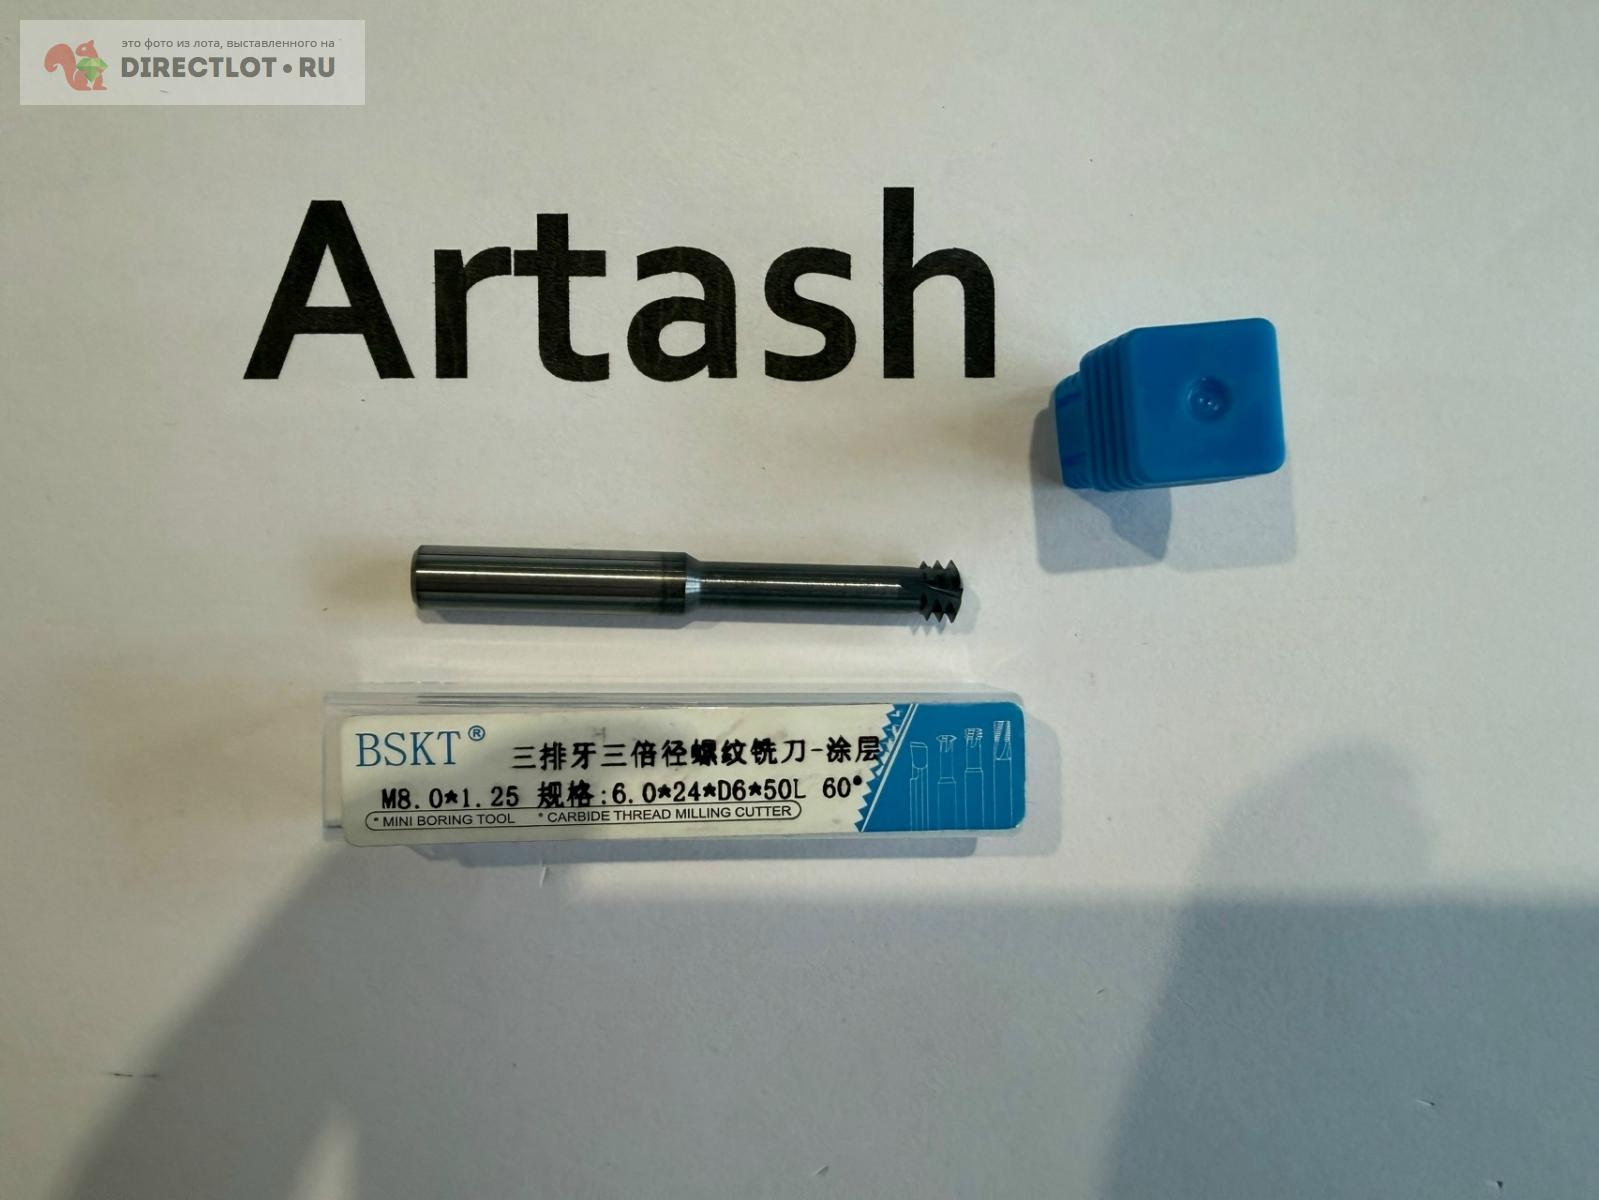 это фото из лота, выставленного на
DIRECTLOT•RU
Artash
BSKT® 三排牙三倍径螺纹铣刀-涂层
M8.0*1.25 规格:6.0*24*D6*50L 60°
* MINI BORING TOOL * CARBIDE THREAD MILLING CUTTER